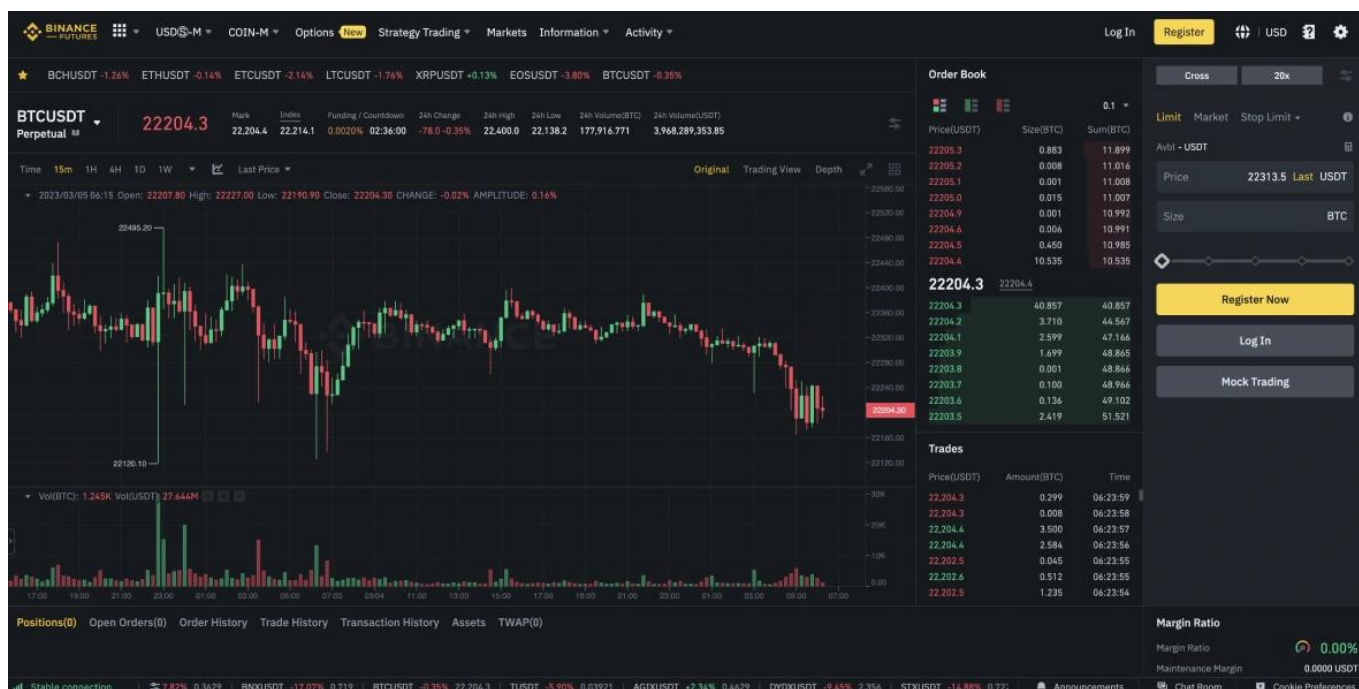 BINANCE FUTURES USDⓈ-M COIN-M Options New Strategy Trading Markets Information Activity Log In Register USD
BCHUSDT -1.26% ETHUSDT -0.14% ETCUSDT -2.14% LTCUSDT -1.76% XRPUSDT +0.13% EOSUSDT -3.80% BTCUSDT -0.35%
BTCUSDT Perpetual
22204.3
Mark 22,204.4
Index 22,214.1
Funding / Countdown 0.0020% 02:36:00
24h Change -78.0 -0.35%
24h High 22,400.0
24h Low 22,138.2
24h Volume(BTC) 177,916.771
24h Volume(USDT) 3,968,289,353.85
Time 15m 1H 4H 1D 1W Last Price Original Trading View Depth
2023/03/05 06:15 Open: 22207.80 High: 22227.00 Low: 22190.90 Close: 22204.30 CHANGE: -0.02% AMPLITUDE: 0.16%
22495.20
22120.10
BINANCE
22560.00
22520.00
22480.00
22440.00
22400.00
22360.00
22320.00
22280.00
22240.00
22204.30
22160.00
22120.00
Vol(BTC): 1.245K Vol(USDT) 27.644M
30K
20K
10K
0.00
17:00 19:00 21:00 23:00 01:00 03:00 05:00 07:00 03/04 11:00 13:00 15:00 17:00 19:00 21:00 23:00 01:00 03:00 05:00 07:00
Order Book
0.1
Price(USDT) Size(BTC) Sum(BTC)
22205.3 0.883 11.899
22205.2 0.008 11.016
22205.1 0.001 11.008
22205.0 0.015 11.007
22204.9 0.001 10.992
22204.6 0.006 10.991
22204.5 0.450 10.985
22204.4 10.535 10.535
22204.3 22204.4
22204.3 40.857 40.857
22204.2 3.710 44.567
22204.1 2.599 47.166
22203.9 1.699 48.865
22203.8 0.001 48.866
22203.7 0.100 48.966
22203.6 0.136 49.102
22203.5 2.419 51.521
Trades
Price(USDT) Amount(BTC) Time
22,204.3 0.299 06:23:59
22,204.3 0.008 06:23:58
22,204.4 3.500 06:23:57
22,204.4 2.584 06:23:56
22,202.5 0.045 06:23:55
22,202.6 0.512 06:23:55
22,202.5 1.235 06:23:54
Cross 20x
Limit Market Stop Limit
Avbl - USDT
Price 22313.5 Last USDT
Size BTC
Register Now
Log In
Mock Trading
Positions(0) Open Orders(0) Order History Trade History Transaction History Assets TWAP(0)
Margin Ratio
Margin Ratio 0.00%
Maintenance Margin 0.0000 USDT
Stable connection 7.82% 0.3629 BNXUSDT -12.07% 0.719 BTCUSDT -0.35% 22,204.3 TUSDT -5.90% 0.03921 AGIXUSDT +2.34% 0.4629 DYDXUSDT -9.45% 2.356 STXUSDT -14.88% Announcements Chat Room Cookie Preferences